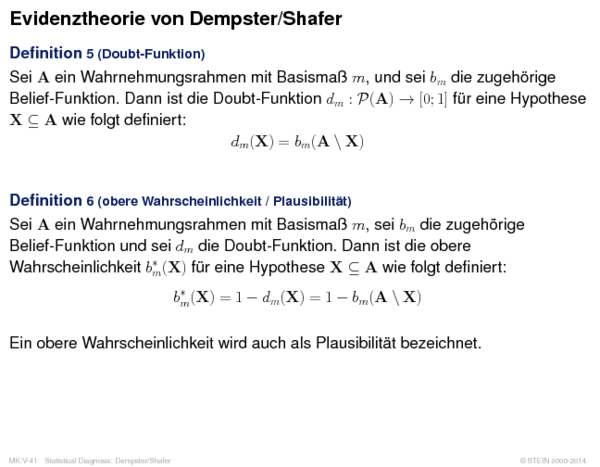 Evidenztheorie von Dempster/Shafer
Definition 5 (Doubt-Funktion)
Sei A ein Wahrnehmungsrahmen mit Basismaß m, und sei b_m die zugehörige
Belief-Funktion. Dann ist die Doubt-Funktion d_m : P(A) → [0; 1] für eine Hypothese
X ⊆ A wie folgt definiert:
d_m(X) = b_m(A \ X)
Definition 6 (obere Wahrscheinlichkeit / Plausibilität)
Sei A ein Wahrnehmungsrahmen mit Basismaß m, sei b_m die zugehörige
Belief-Funktion und sei d_m die Doubt-Funktion. Dann ist die obere
Wahrscheinlichkeit b*_m(X) für eine Hypothese X ⊆ A wie folgt definiert:
b*_m(X) = 1 − d_m(X) = 1 − b_m(A \ X)
Ein obere Wahrscheinlichkeit wird auch als Plausibilität bezeichnet.
MK:V-41 Statistical Diagnosis: Dempster/Shafer © STEIN 2000-2014